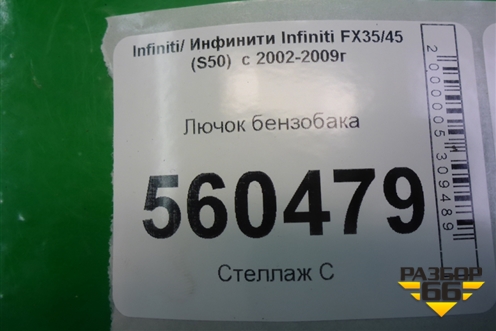 Infiniti/ Инфинити Infiniti FX35/45
(S50) с 2002-2009г
Лючок бензобака
560479
Стеллаж С
2000005309489
РАЗБОР
66